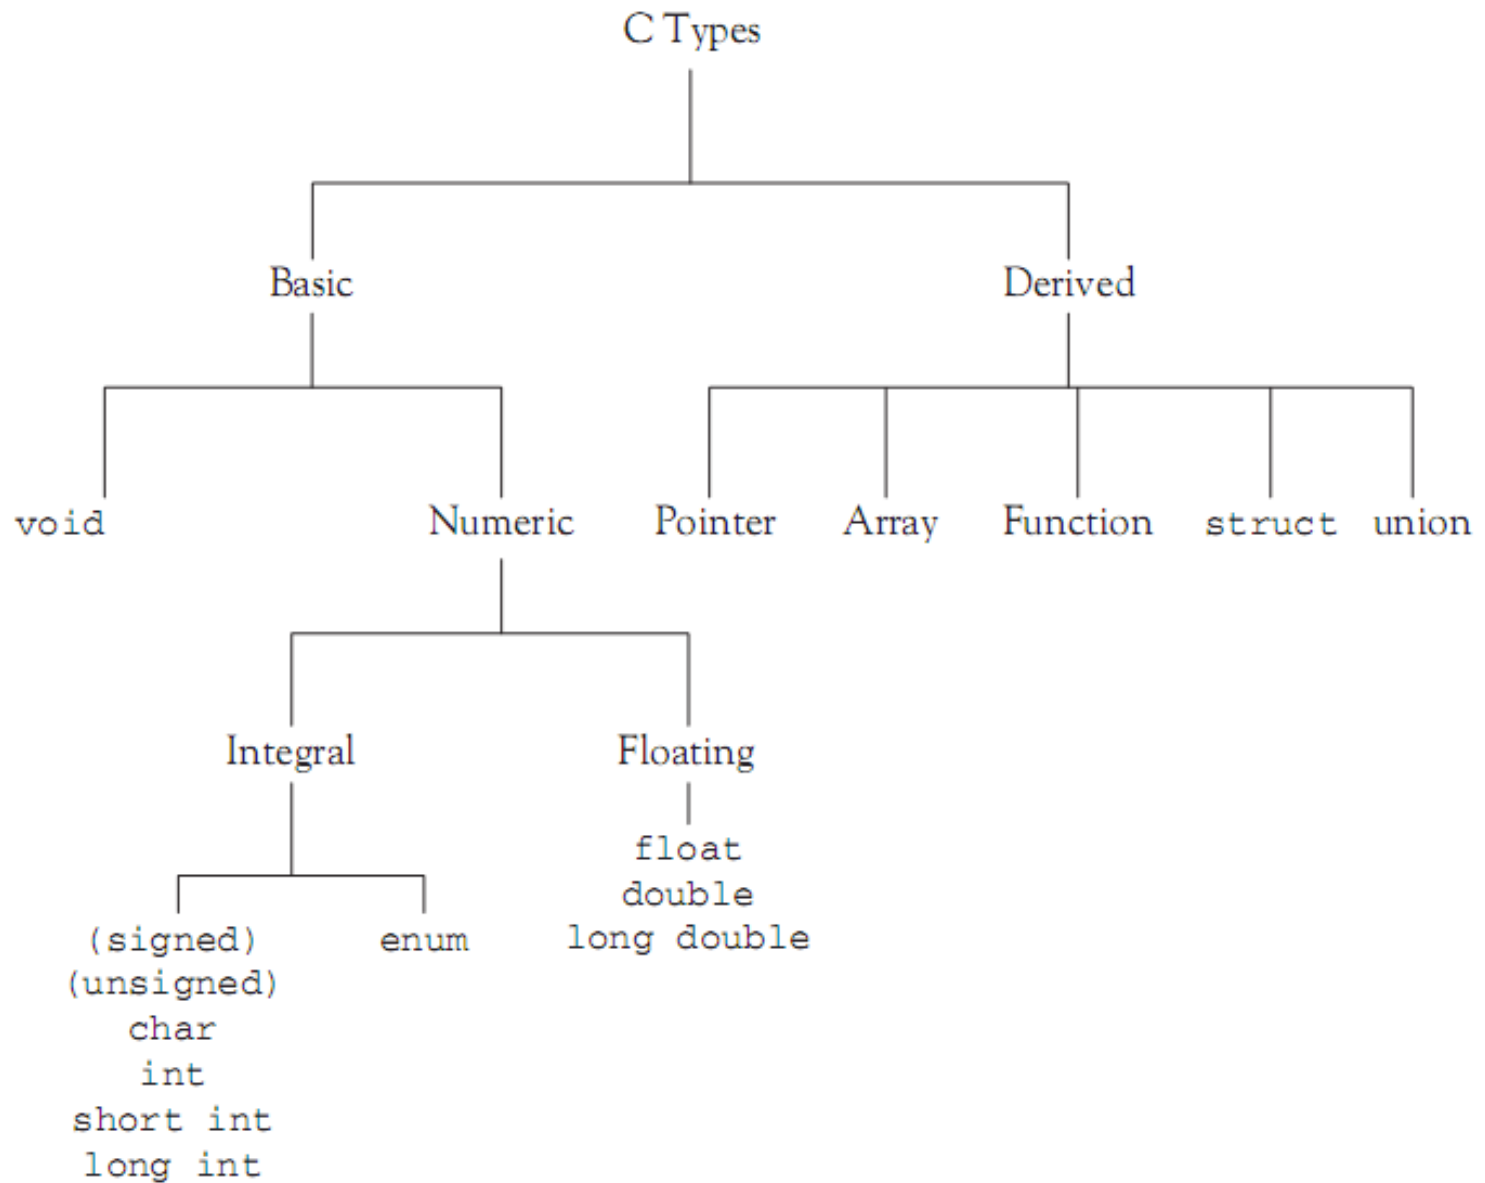 C Types
Basic
Derived
void
Numeric
Pointer
Array
Function
struct
union
Integral
Floating
float
double
long double
(signed)
(unsigned)
char
int
short int
long int
enum